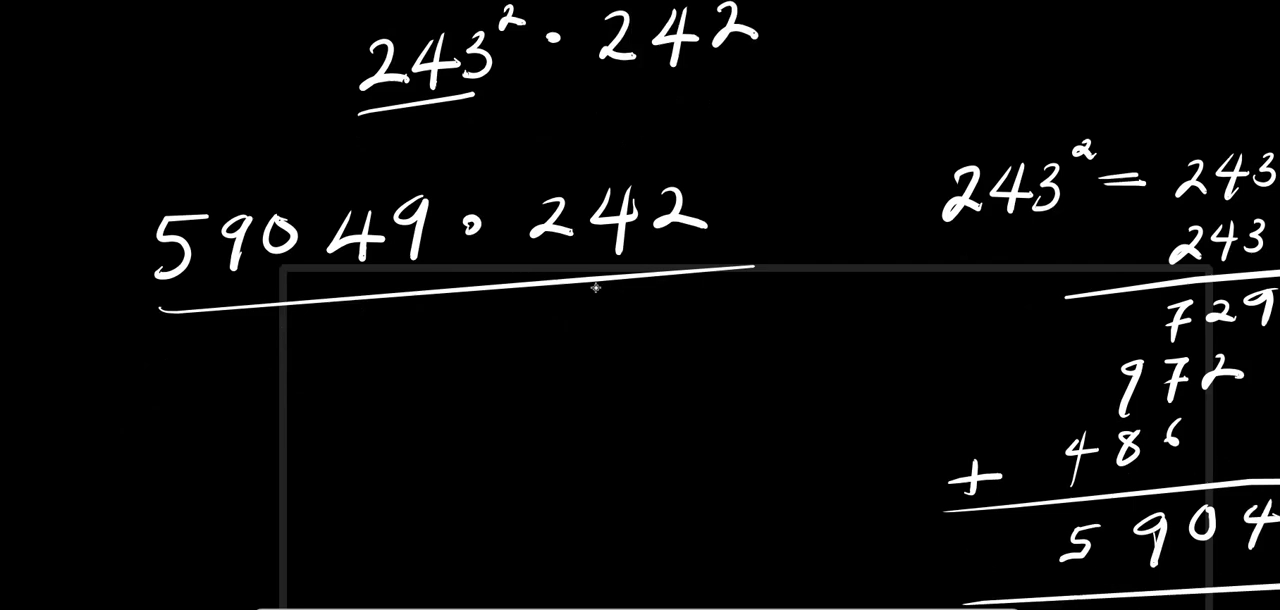 243² · 242
59049 · 242
243² = 243
243
729
972
+ 486
5904